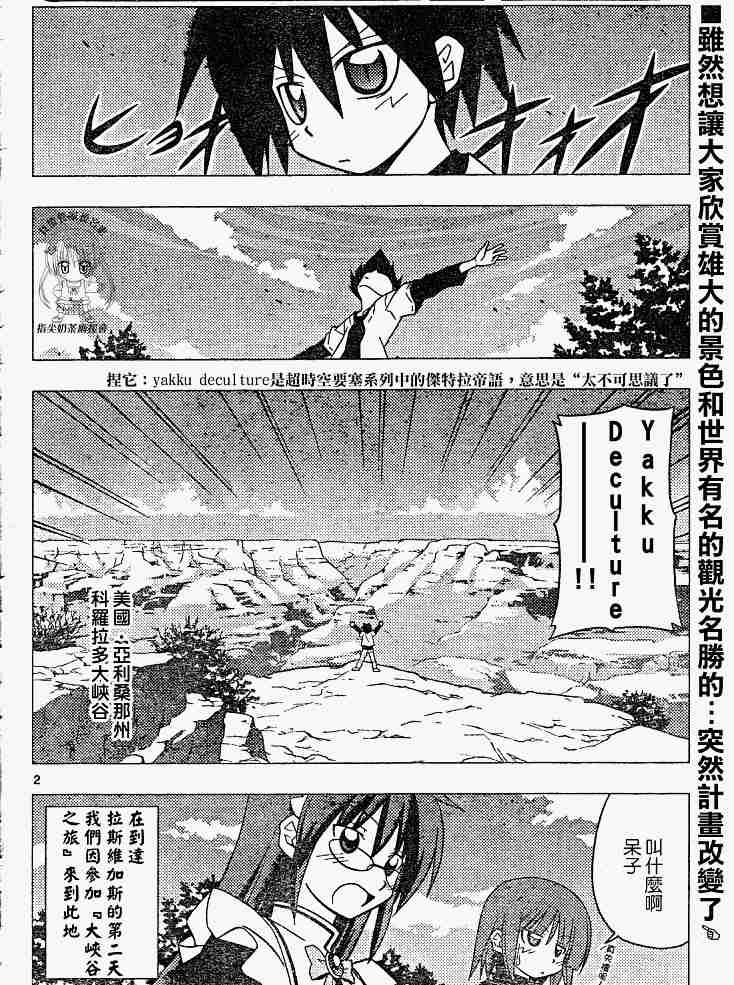 ■雖然想讓大家欣賞雄大的景色和世界有名的觀光名勝的…突然計畫改變了☞
ヒョオ
オオ
指尖奶茶癲狂會
捏它：yakku deculture是超時空要塞系列中的傑特拉帝語，意思是“太不可思議了”
Yakku
Deculture
——!!
美國・亞利桑那州
科羅拉多大峽谷
2
叫什麼啊
呆子
在到達
拉斯維加斯的第二天
我們因參加『大峽谷
之旅』來到此地